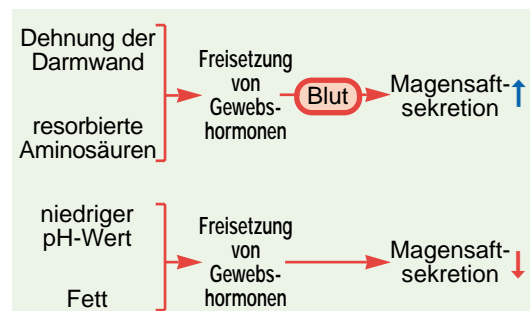 Dehnung der
Darmwand
resorbierte
Aminosäuren
Freisetzung
von
Gewebs-
hormonen
Blut
Magensaft-
sekretion
niedriger
pH-Wert
Fett
Freisetzung
von
Gewebs-
hormonen
Magensaft-
sekretion